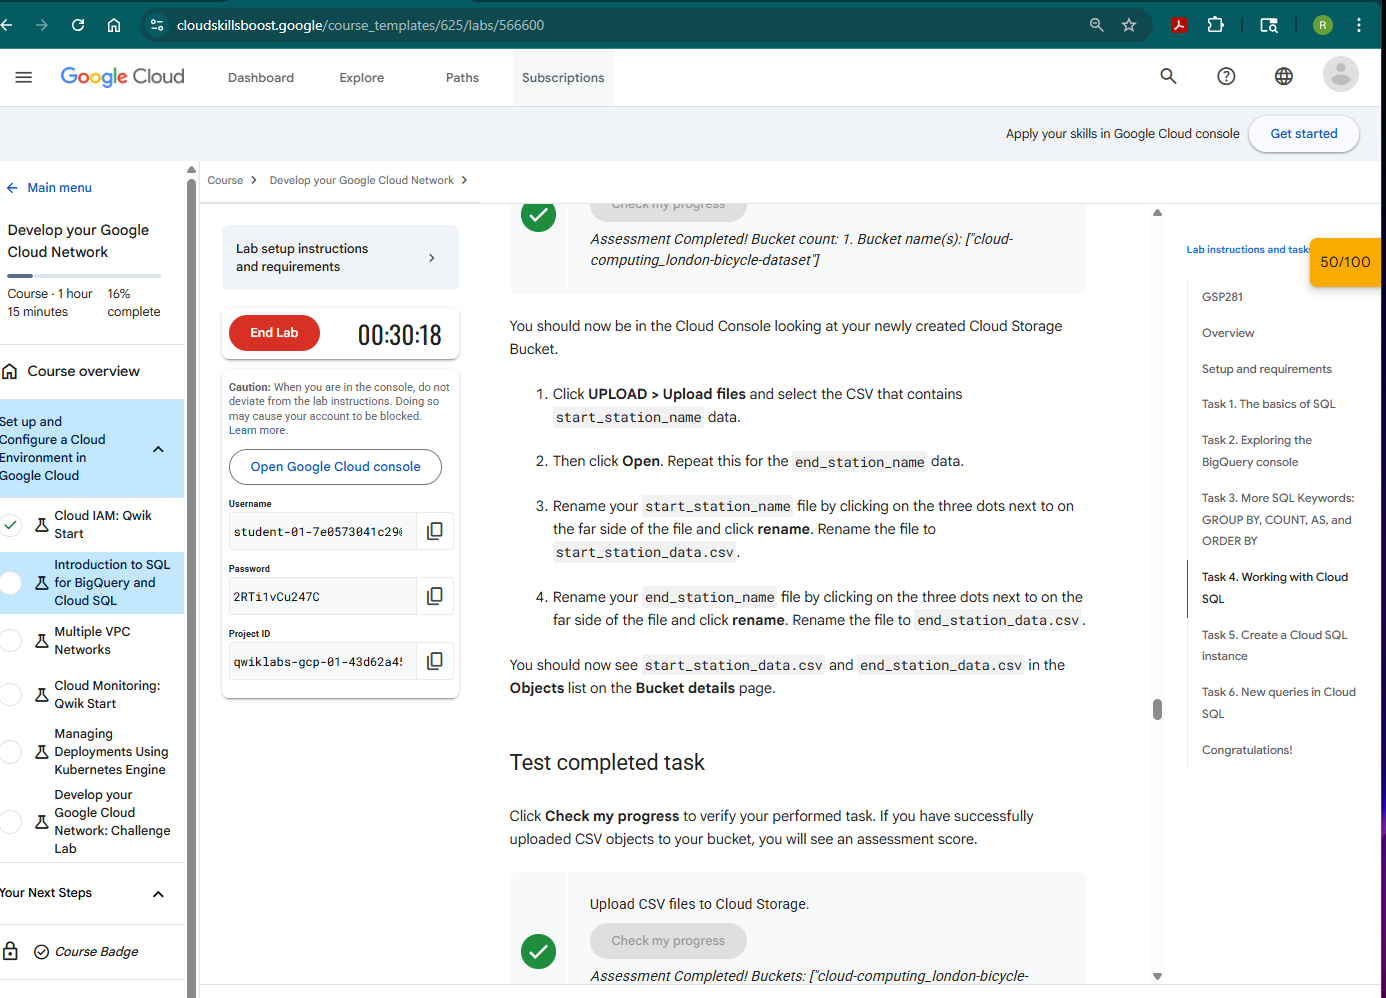 cloudskillsboost.google/course_templates/625/labs/566600
R
Google Cloud
Dashboard
Explore
Paths
Subscriptions
Apply your skills in Google Cloud console
Get started
Main menu
Develop your Google
Cloud Network
Course · 1 hour
15 minutes
16%
complete
Course overview
Set up and
Configure a Cloud
Environment in
Google Cloud
Cloud IAM: Qwik
Start
Introduction to SQL
for BigQuery and
Cloud SQL
Multiple VPC
Networks
Cloud Monitoring:
Qwik Start
Managing
Deployments Using
Kubernetes Engine
Develop your
Google Cloud
Network: Challenge
Lab
Your Next Steps
Course Badge
Course
Develop your Google Cloud Network
Lab setup instructions
and requirements
End Lab
00:30:18
Caution: When you are in the console, do not
deviate from the lab instructions. Doing so
may cause your account to be blocked.
Learn more.
Open Google Cloud console
Username
student-01-7e0573041c29@
Password
2RTi1vCu247C
Project ID
qwiklabs-gcp-01-43d62a45
Check my progress
Assessment Completed! Bucket count: 1. Bucket name(s): ["cloud-
computing_london-bicycle-dataset"]
You should now be in the Cloud Console looking at your newly created Cloud Storage
Bucket.
1. Click UPLOAD > Upload files and select the CSV that contains
start_station_name data.
2. Then click Open. Repeat this for the end_station_name data.
3. Rename your start_station_name file by clicking on the three dots next to on
the far side of the file and click rename. Rename the file to
start_station_data.csv.
4. Rename your end_station_name file by clicking on the three dots next to on the
far side of the file and click rename. Rename the file to end_station_data.csv.
You should now see start_station_data.csv and end_station_data.csv in the
Objects list on the Bucket details page.
Test completed task
Click Check my progress to verify your performed task. If you have successfully
uploaded CSV objects to your bucket, you will see an assessment score.
Upload CSV files to Cloud Storage.
Check my progress
Assessment Completed! Buckets: ["cloud-computing_london-bicycle-
Lab instructions and tasks
50/100
GSP281
Overview
Setup and requirements
Task 1. The basics of SQL
Task 2. Exploring the
BigQuery console
Task 3. More SQL Keywords:
GROUP BY, COUNT, AS, and
ORDER BY
Task 4. Working with Cloud
SQL
Task 5. Create a Cloud SQL
instance
Task 6. New queries in Cloud
SQL
Congratulations!